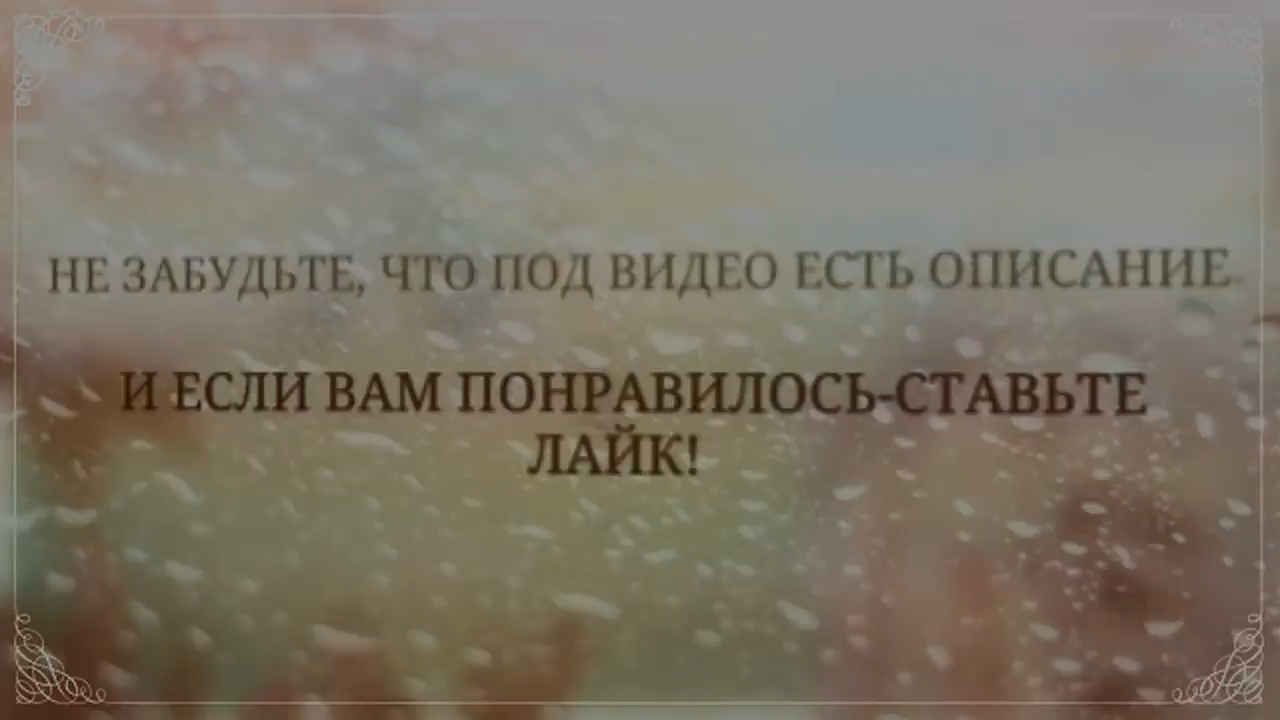 НЕ ЗАБУДЬТЕ, ЧТО ПОД ВИДЕО ЕСТЬ ОПИСАНИЕ
И ЕСЛИ ВАМ ПОНРАВИЛОСЬ-СТАВЬТЕ
ЛАЙК!